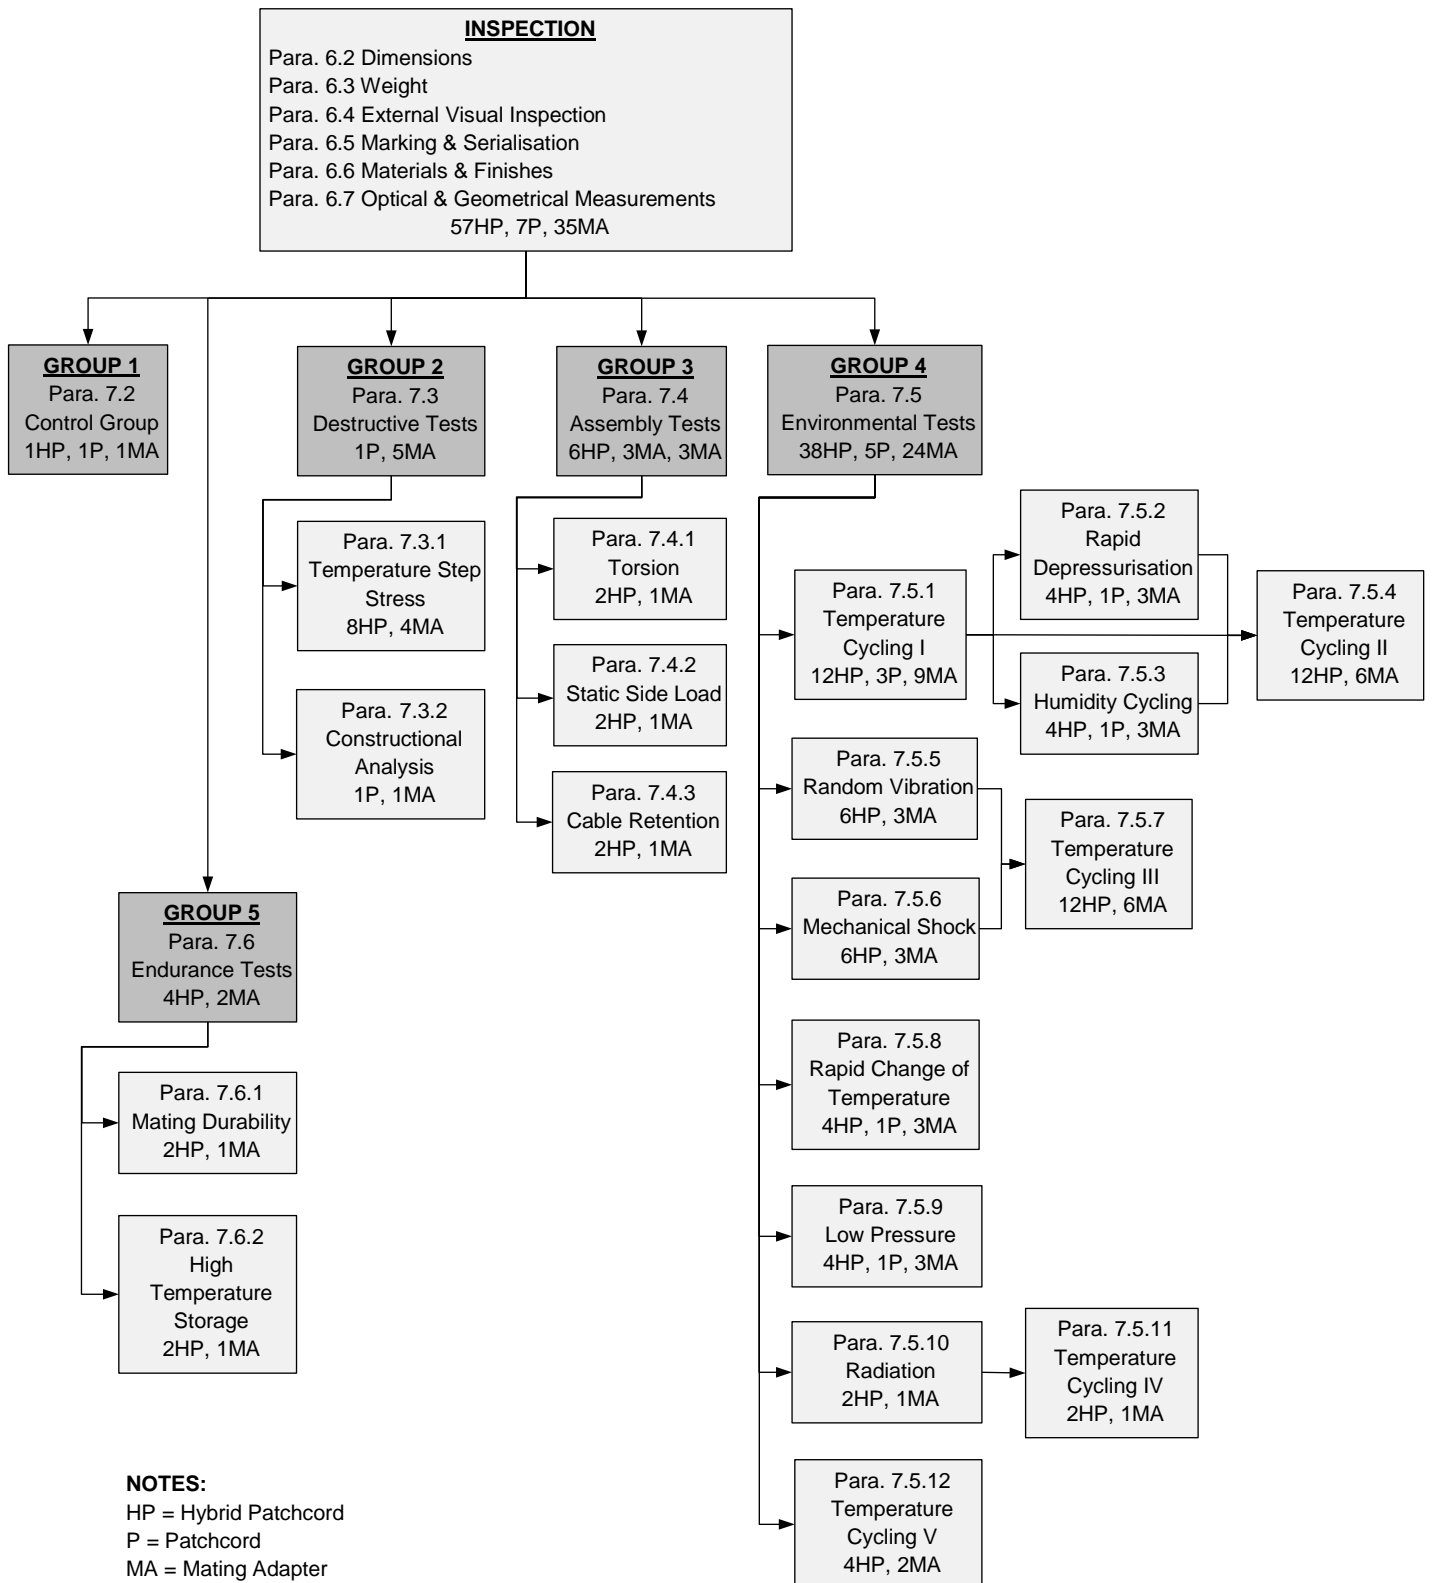 INSPECTION
Para. 6.2 Dimensions
Para. 6.3 Weight
Para. 6.4 External Visual Inspection
Para. 6.5 Marking & Serialisation
Para. 6.6 Materials & Finishes
Para. 6.7 Optical & Geometrical Measurements
57HP, 7P, 35MA
GROUP 1
Para. 7.2
Control Group
1HP, 1P, 1MA
GROUP 2
Para. 7.3
Destructive Tests
1P, 5MA
GROUP 3
Para. 7.4
Assembly Tests
6HP, 3MA, 3MA
GROUP 4
Para. 7.5
Environmental Tests
38HP, 5P, 24MA
Para. 7.3.1
Temperature Step
Stress
8HP, 4MA
Para. 7.3.2
Constructional
Analysis
1P, 1MA
Para. 7.4.1
Torsion
2HP, 1MA
Para. 7.4.2
Static Side Load
2HP, 1MA
Para. 7.4.3
Cable Retention
2HP, 1MA
Para. 7.5.1
Temperature
Cycling I
12HP, 3P, 9MA
Para. 7.5.2
Rapid
Depressurisation
4HP, 1P, 3MA
Para. 7.5.3
Humidity Cycling
4HP, 1P, 3MA
Para. 7.5.4
Temperature
Cycling II
12HP, 6MA
Para. 7.5.5
Random Vibration
6HP, 3MA
Para. 7.5.6
Mechanical Shock
6HP, 3MA
Para. 7.5.7
Temperature
Cycling III
12HP, 6MA
Para. 7.5.8
Rapid Change of
Temperature
4HP, 1P, 3MA
Para. 7.5.9
Low Pressure
4HP, 1P, 3MA
Para. 7.5.10
Radiation
2HP, 1MA
Para. 7.5.11
Temperature
Cycling IV
2HP, 1MA
Para. 7.5.12
Temperature
Cycling V
4HP, 2MA
GROUP 5
Para. 7.6
Endurance Tests
4HP, 2MA
Para. 7.6.1
Mating Durability
2HP, 1MA
Para. 7.6.2
High
Temperature
Storage
2HP, 1MA
NOTES:
HP = Hybrid Patchcord
P = Patchcord
MA = Mating Adapter